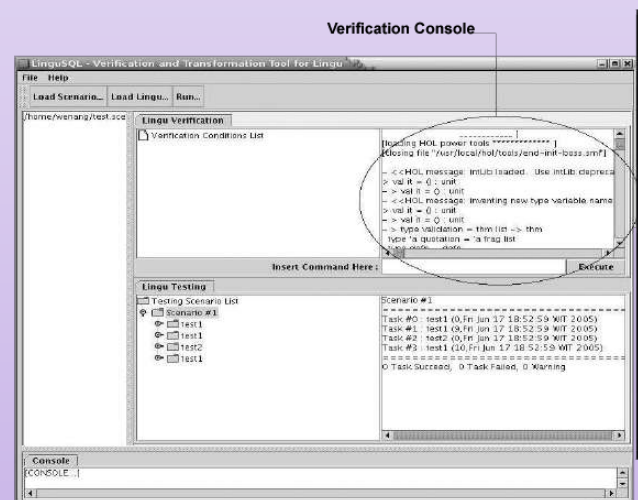 Verification Console
LinguSQL - Verification and Transformation Tool for Lingu
File Help
Load Scenario... Load Lingu... Run...
/home/wenang/test.sce
Lingu Verification
Verification Conditions List
------------ ]
[loading HOL power tools ************* ]
[closing file "/usr/local/hol/tools/end-init-boss.sml"]
- <<HOL message: intLib loaded. Use intLib.depreca
> val it = () : unit
- > val it = () : unit
- <<HOL message: inventing new type variable name
> val it = () : unit
- > val it = () : unit
- > type validation = thm list -> thm
type 'a quotation = 'a frag list
Insert Command Here :
Execute
Lingu Testing
Testing Scenario List
Scenario #1
test1
test1
test2
test1
Scenario #1
==============================
Task #0 : test1 (0,Fri Jun 17 18:52:59 WIT 2005)
Task #1 : test1 (9,Fri Jun 17 18:52:59 WIT 2005)
Task #2 : test2 (0,Fri Jun 17 18:52:59 WIT 2005)
Task #3 : test1 (10,Fri Jun 17 18:52:59 WIT 2005)
==============================
0 Task Succeed, 0 Task Failed, 0 Warning
Console
[CONSOLE...]